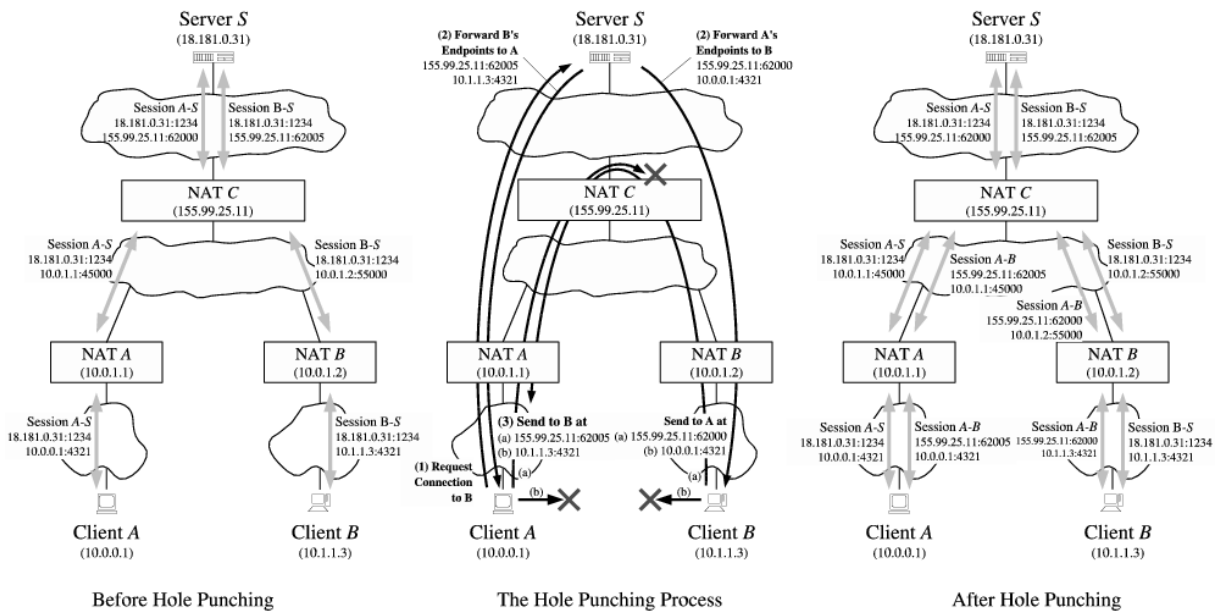 Server S
(18.181.0.31)
Session A-S
18.181.0.31:1234
155.99.25.11:62000
Session B-S
18.181.0.31:1234
155.99.25.11:62005
NAT C
(155.99.25.11)
Session A-S
18.181.0.31:1234
10.0.1.1:45000
Session B-S
18.181.0.31:1234
10.0.1.2:55000
NAT A
(10.0.1.1)
NAT B
(10.0.1.2)
Session A-S
18.181.0.31:1234
10.0.0.1:4321
Session B-S
18.181.0.31:1234
10.1.1.3:4321
Client A
(10.0.0.1)
Client B
(10.1.1.3)
Before Hole Punching
(2) Forward B's
Endpoints to A
155.99.25.11:62005
10.1.1.3:4321
Server S
(18.181.0.31)
(2) Forward A's
Endpoints to B
155.99.25.11:62000
10.0.0.1:4321
NAT C
(155.99.25.11)
NAT A
(10.0.1.1)
NAT B
(10.0.1.2)
(3) Send to B at
(a) 155.99.25.11:62005
(b) 10.1.1.3:4321
Send to A at
(a) 155.99.25.11:62000
(b) 10.0.0.1:4321
(1) Request
Connection
to B
(a)
(b)
(a)
(b)
Client A
(10.0.0.1)
Client B
(10.1.1.3)
The Hole Punching Process
Server S
(18.181.0.31)
Session A-S
18.181.0.31:1234
155.99.25.11:62000
Session B-S
18.181.0.31:1234
155.99.25.11:62005
NAT C
(155.99.25.11)
Session A-S
18.181.0.31:1234
10.0.1.1:45000
Session A-B
155.99.25.11:62005
10.0.1.1:45000
Session B-S
18.181.0.31:1234
10.0.1.2:55000
Session A-B
155.99.25.11:62000
10.0.1.2:55000
NAT A
(10.0.1.1)
NAT B
(10.0.1.2)
Session A-S
18.181.0.31:1234
10.0.0.1:4321
Session A-B
155.99.25.11:62005
10.0.0.1:4321
Session A-B
155.99.25.11:62000
10.1.1.3:4321
Session B-S
18.181.0.31:1234
10.1.1.3:4321
Client A
(10.0.0.1)
Client B
(10.1.1.3)
After Hole Punching